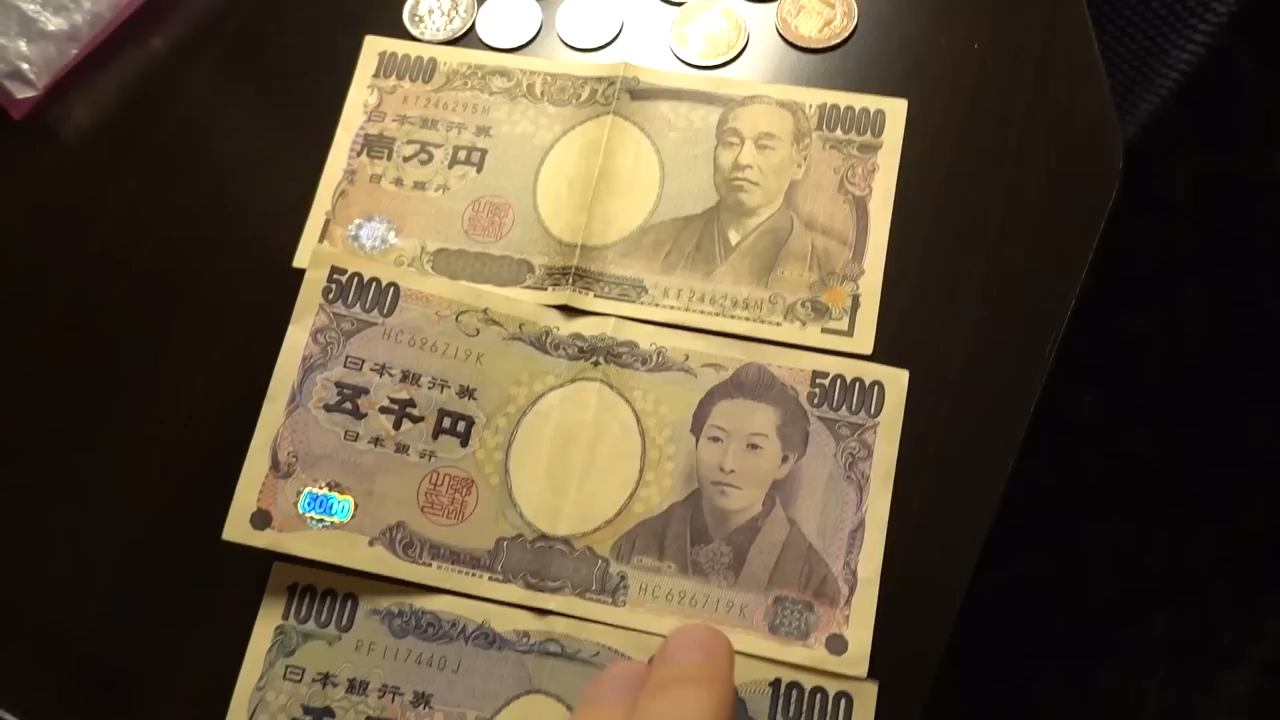 10000
KT246295M
日本銀行券
壱万円
日本銀行
10000
KT246295M
5000
HC626719K
日本銀行券
五千円
日本銀行
5000
5000
HC626719K
1000
RF117440J
日本銀行券
1000